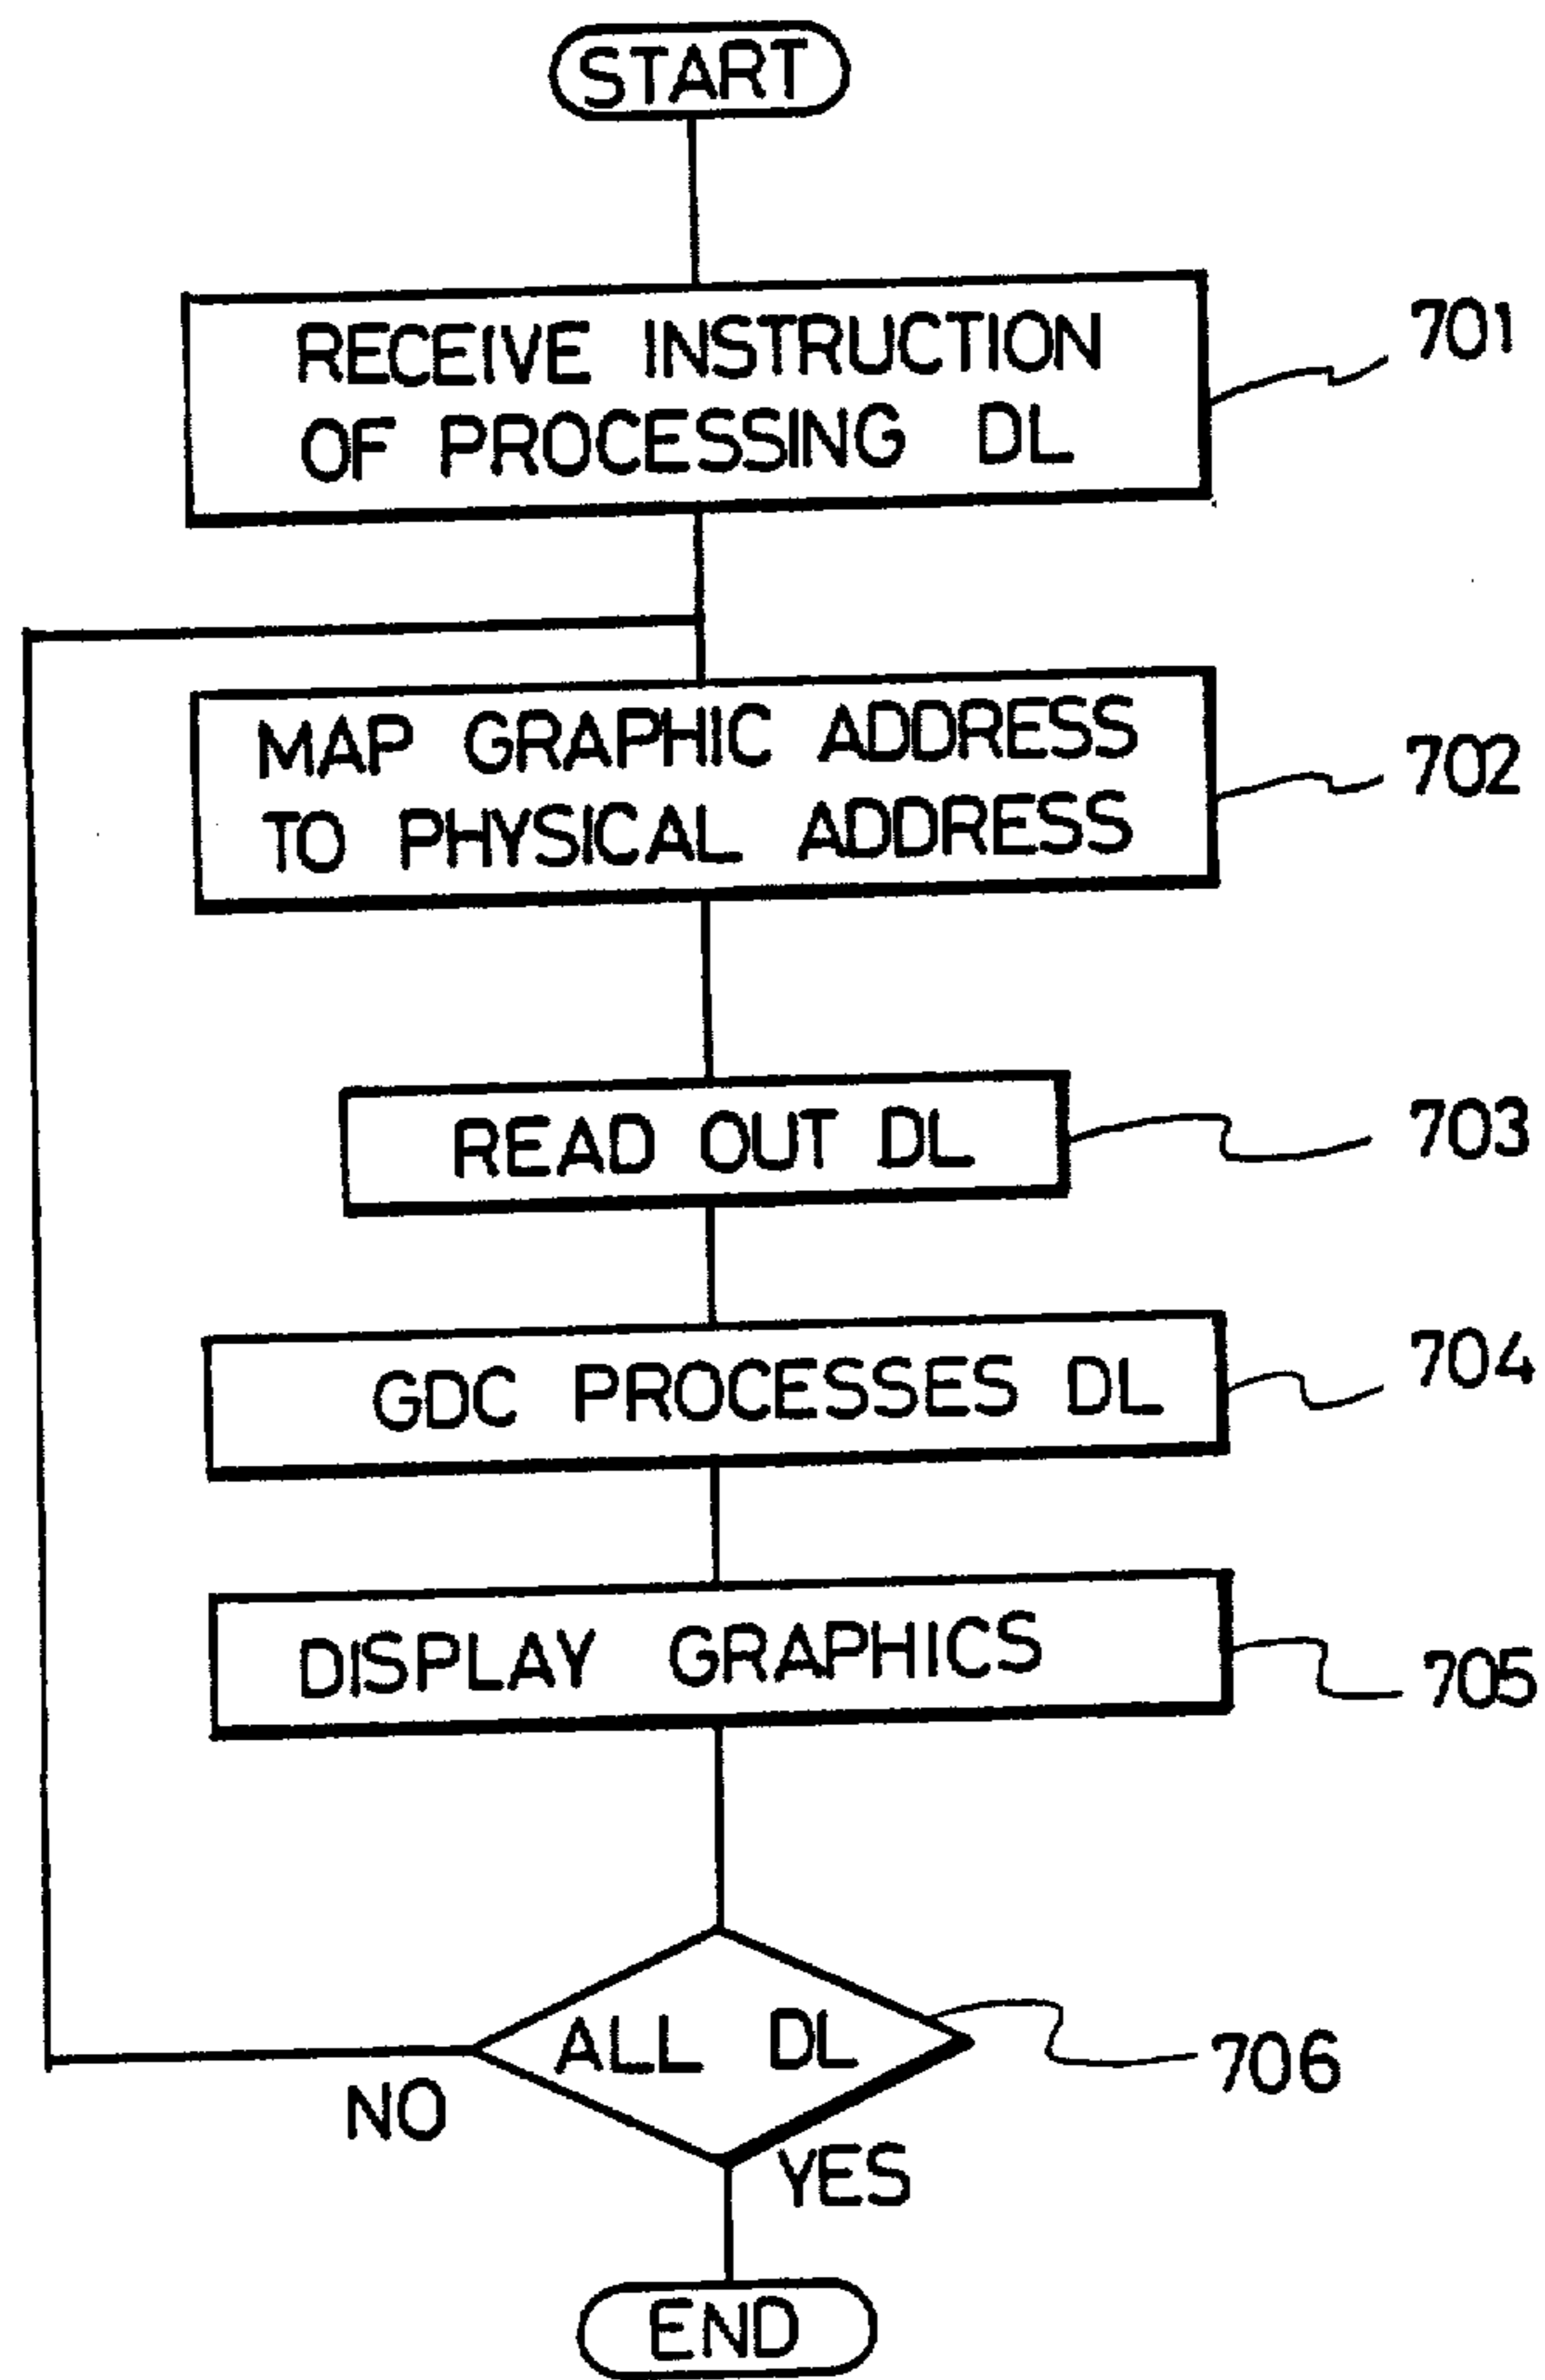 START
RECEIVE INSTRUCTION
OF PROCESSING DL
701
MAP GRAPHIC ADDRESS
TO PHYSICAL ADDRESS
702
READ OUT DL
703
GDC PROCESSES DL
704
DISPLAY GRAPHICS
705
ALL DL
706
NO
YES
END